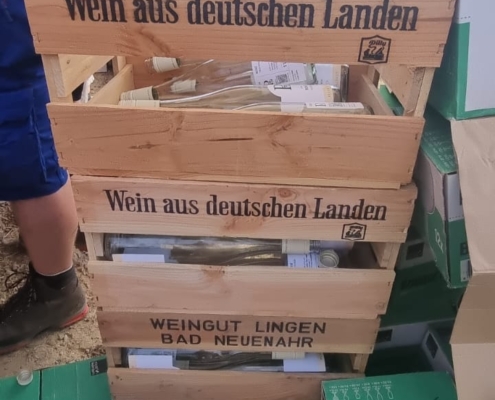 Wein aus deutschen Landen
Wein aus deutschen Landen
WEINGUT LINGEN
BAD NEUENAHR